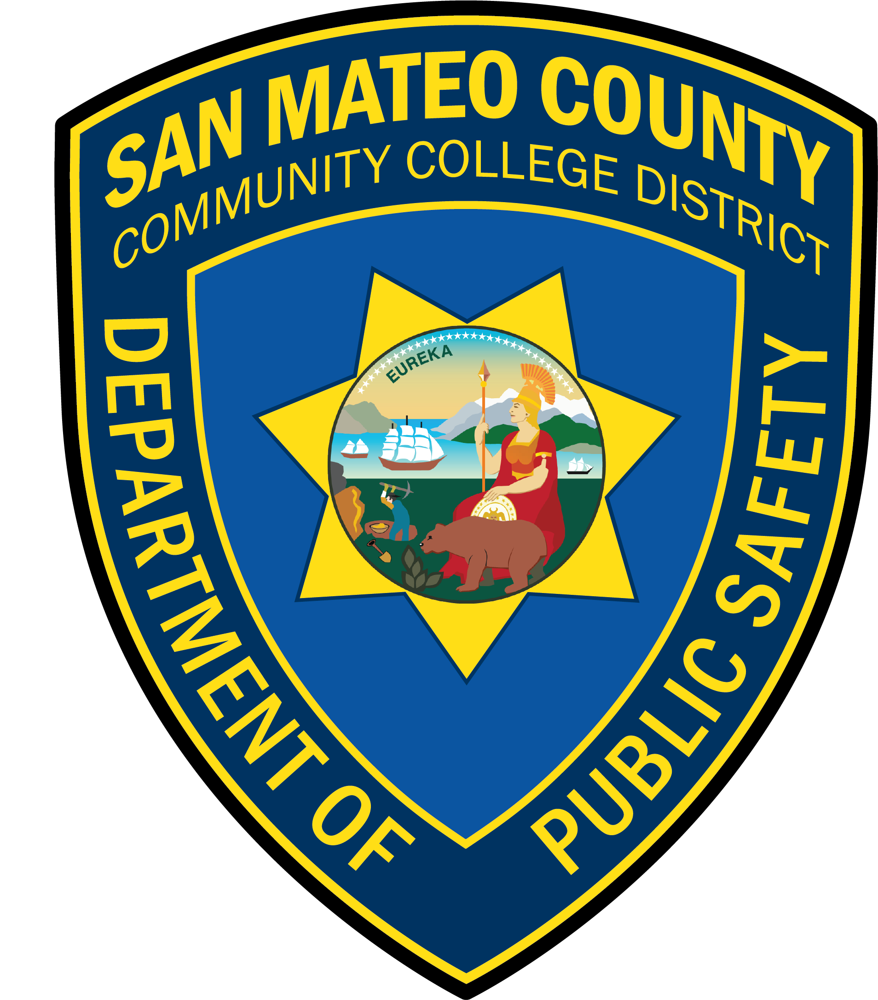 SAN MATEO COUNTY
COMMUNITY COLLEGE DISTRICT
EUREKA
DEPARTMENT OF
PUBLIC SAFETY